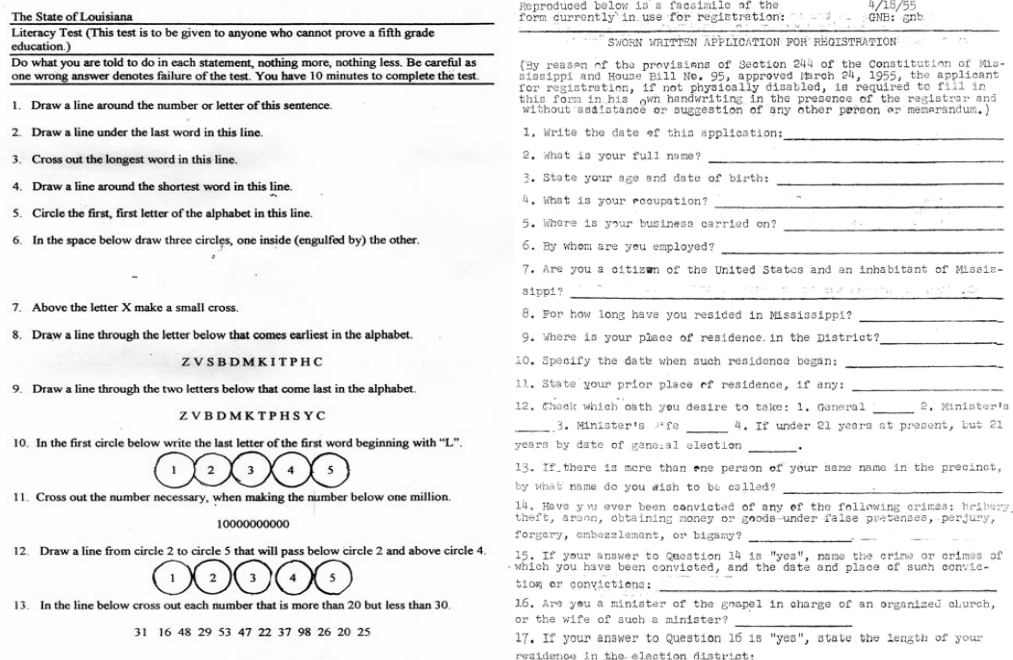 The State of Louisiana
Literacy Test (This test is to be given to anyone who cannot prove a fifth grade
education.)
Do what you are told to do in each statement, nothing more, nothing less. Be careful as
one wrong answer denotes failure of the test. You have 10 minutes to complete the test.
1. Draw a line around the number or letter of this sentence.
2. Draw a line under the last word in this line.
3. Cross out the longest word in this line.
4. Draw a line around the shortest word in this line.
5. Circle the first, first letter of the alphabet in this line.
6. In the space below draw three circles, one inside (engulfed by) the other.
7. Above the letter X make a small cross.
8. Draw a line through the letter below that comes earliest in the alphabet.
Z V S B D M K I T P H C
9. Draw a line through the two letters below that come last in the alphabet.
Z V B D M K T P H S Y C
10. In the first circle below write the last letter of the first word beginning with “L”.
1 2 3 4 5
11. Cross out the number necessary, when making the number below one million.
10000000000
12. Draw a line from circle 2 to circle 5 that will pass below circle 2 and above circle 4.
1 2 3 4 5
13. In the line below cross out each number that is more than 20 but less than 30.
31 16 48 29 53 47 22 37 98 26 20 25
Reproduced below is a facsimile of the 4/18/55
form currently in use for registration: GNB: gnb
SWORN WRITTEN APPLICATION FOR REGISTRATION
(By reason of the provisions of Section 244 of the Constitution of Mis-
sissippi and House Bill No. 95, approved March 24, 1955, the applicant
for registration, if not physically disabled, is required to fill in
this form in his own handwriting in the presence of the registrar and
without assistance or suggestion of any other person or memorandum.)
1. Write the date of this application:
2. What is your full name?
3. State your age and date of birth:
4. What is your occupation?
5. Where is your business carried on?
6. By whom are you employed?
7. Are you a citizen of the United States and an inhabitant of Missis-
sippi?
8. For how long have you resided in Mississippi?
9. Where is your place of residence in the District?
10. Specify the date when such residence began:
11. State your prior place of residence, if any:
12. Check which oath you desire to take: 1. General 2. Minister's
3. Minister's Wife 4. If under 21 years at present, but 21
years by date of general election .
13. If there is more than one person of your same name in the precinct,
by what name do you wish to be called?
14. Have you ever been convicted of any of the following crimes: bribery,
theft, arson, obtaining money or goods under false pretenses, perjury,
forgery, embezzlement, or bigamy?
15. If your answer to Question 14 is "yes", name the crime or crimes of
which you have been convicted, and the date and place of such convic-
tion or convictions:
16. Are you a minister of the gospel in charge of an organized church,
or the wife of such a minister?
17. If your answer to Question 16 is "yes", state the length of your
residence in the election district: